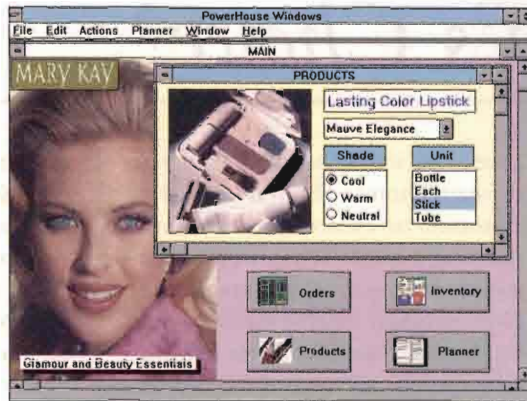 PowerHouse Windows
File Edit Actions Planner Window Help
MAIN
MARY KAY
PRODUCTS
Lasting Color Lipstick
Mauve Elegance
Shade
Unit
Cool
Warm
Neutral
Bottle
Each
Stick
Tube
Orders
Inventory
Products
Planner
Glamour and Beauty Essentials